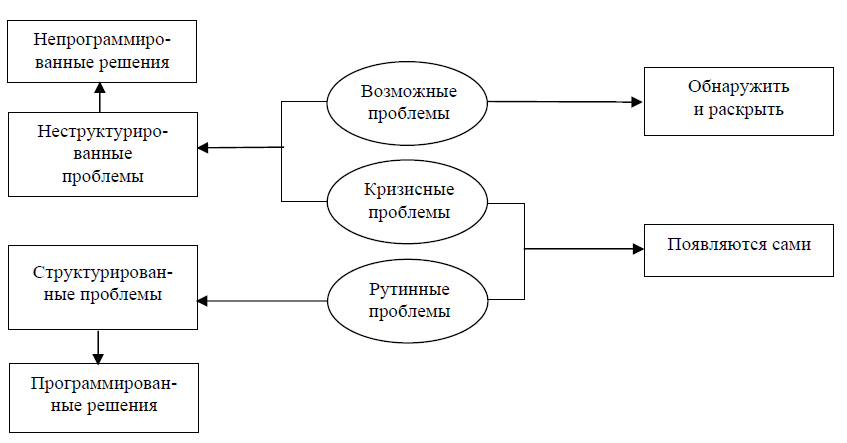 Непрограммиро-
ванные решения
Неструктуриро-
ванные
проблемы
Структурирован-
ные проблемы
Программирован-
ные решения
Возможные
проблемы
Кризисные
проблемы
Рутинные
проблемы
Обнаружить
и раскрыть
Появляются сами